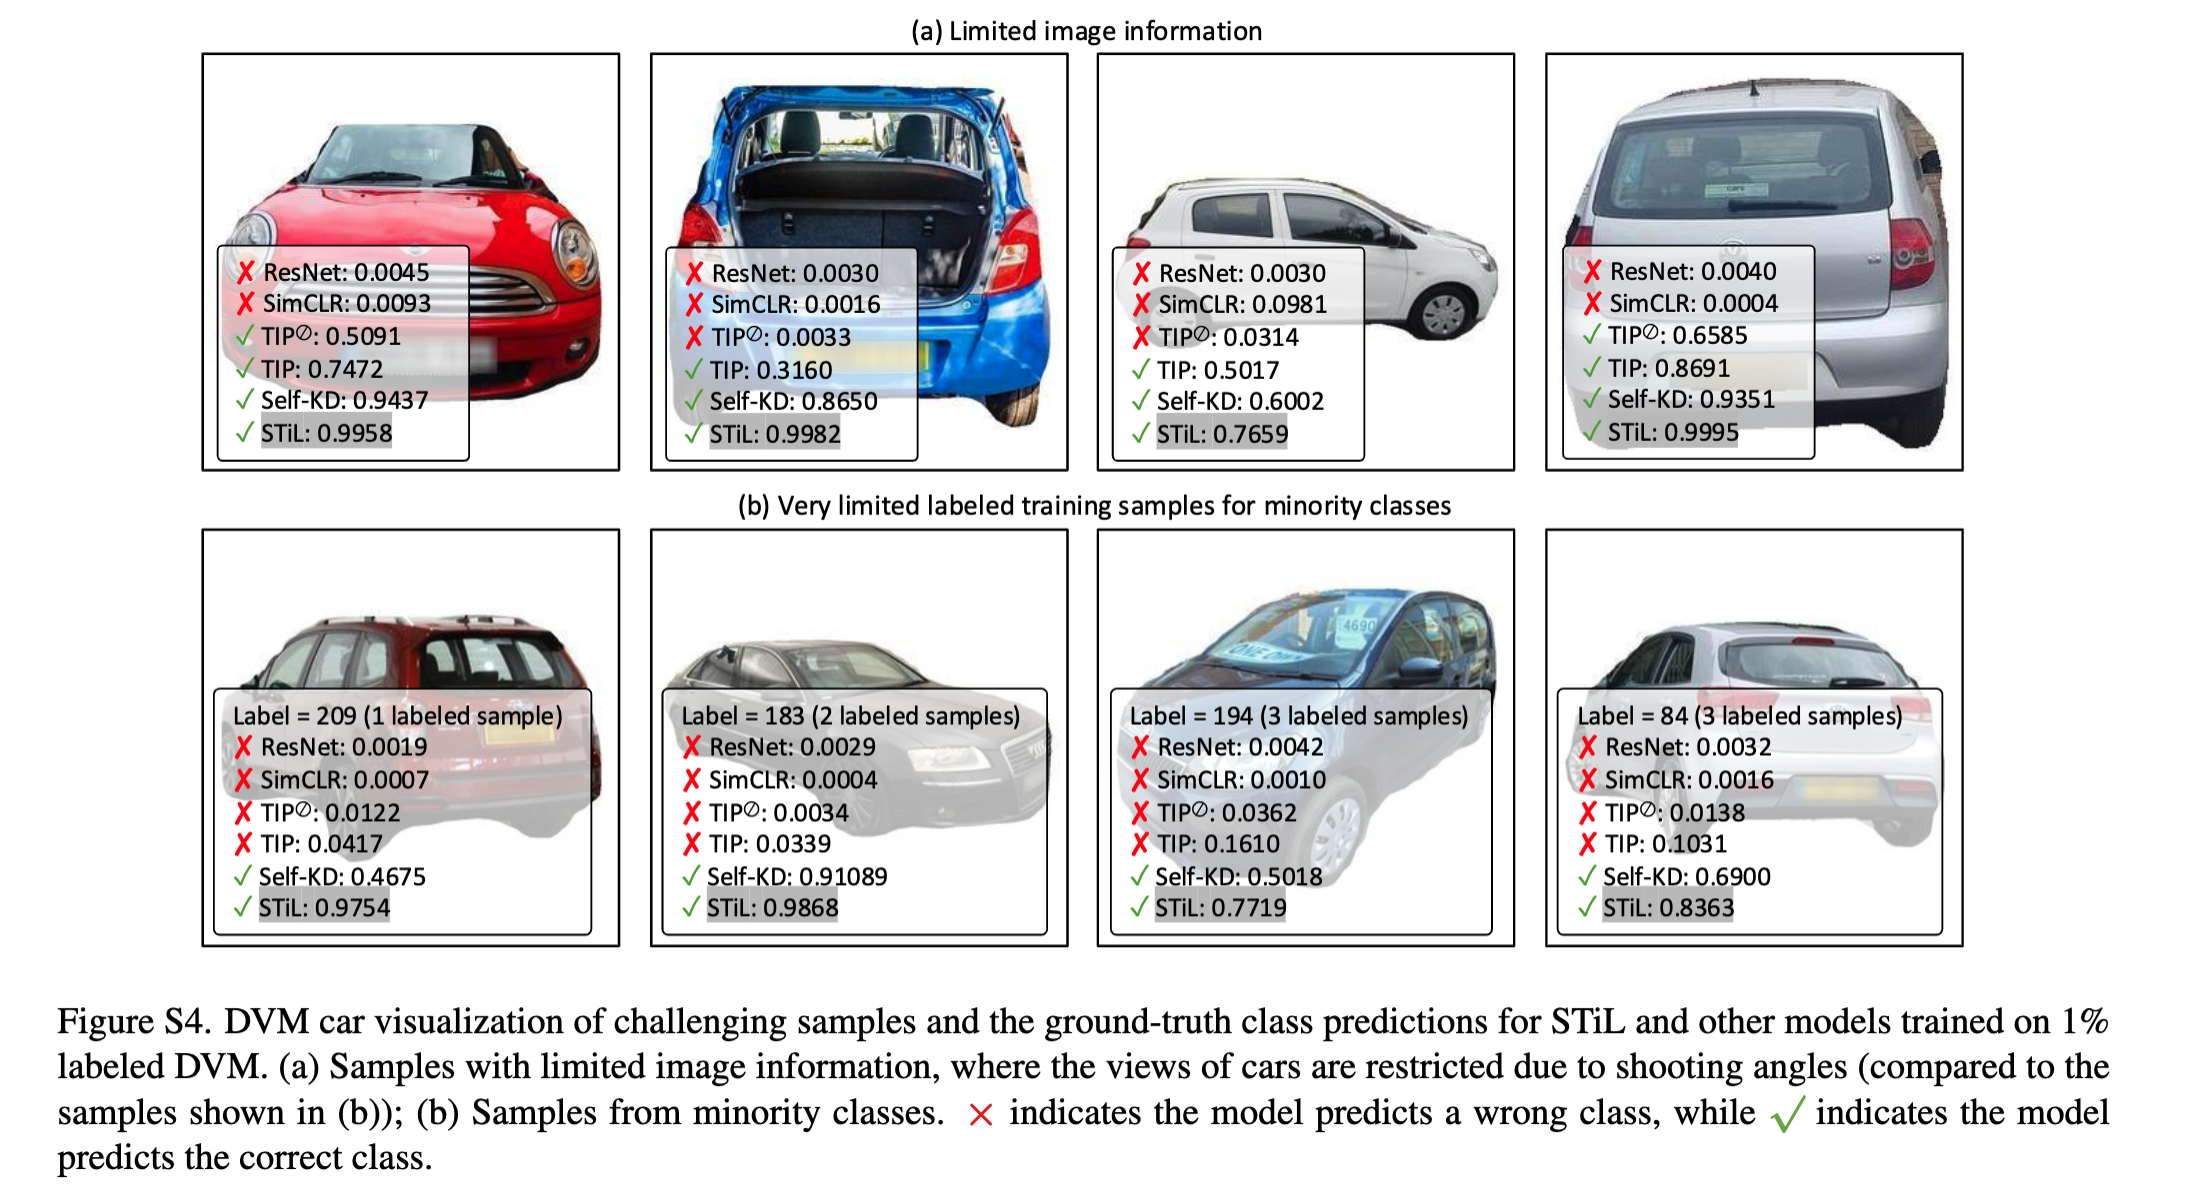 (a) Limited image information
✗ ResNet: 0.0045
✗ SimCLR: 0.0093
✓ TIP∅: 0.5091
✓ TIP: 0.7472
✓ Self-KD: 0.9437
✓ STiL: 0.9958
✗ ResNet: 0.0030
✗ SimCLR: 0.0016
✗ TIP∅: 0.0033
✓ TIP: 0.3160
✓ Self-KD: 0.8650
✓ STiL: 0.9982
✗ ResNet: 0.0030
✗ SimCLR: 0.0981
✗ TIP∅: 0.0314
✓ TIP: 0.5017
✓ Self-KD: 0.6002
✓ STiL: 0.7659
✗ ResNet: 0.0040
✗ SimCLR: 0.0004
✓ TIP∅: 0.6585
✓ TIP: 0.8691
✓ Self-KD: 0.9351
✓ STiL: 0.9995
(b) Very limited labeled training samples for minority classes
Label = 209 (1 labeled sample)
✗ ResNet: 0.0019
✗ SimCLR: 0.0007
✗ TIP∅: 0.0122
✗ TIP: 0.0417
✓ Self-KD: 0.4675
✓ STiL: 0.9754
Label = 183 (2 labeled samples)
✗ ResNet: 0.0029
✗ SimCLR: 0.0004
✗ TIP∅: 0.0034
✗ TIP: 0.0339
✓ Self-KD: 0.91089
✓ STiL: 0.9868
4690
ONE
Label = 194 (3 labeled samples)
✗ ResNet: 0.0042
✗ SimCLR: 0.0010
✗ TIP∅: 0.0362
✗ TIP: 0.1610
✓ Self-KD: 0.5018
✓ STiL: 0.7719
Label = 84 (3 labeled samples)
✗ ResNet: 0.0032
✗ SimCLR: 0.0016
✗ TIP∅: 0.0138
✗ TIP: 0.1031
✓ Self-KD: 0.6900
✓ STiL: 0.8363
Figure S4. DVM car visualization of challenging samples and the ground-truth class predictions for STiL and other models trained on 1%
labeled DVM. (a) Samples with limited image information, where the views of cars are restricted due to shooting angles (compared to the
samples shown in (b)); (b) Samples from minority classes. × indicates the model predicts a wrong class, while ✓ indicates the model
predicts the correct class.